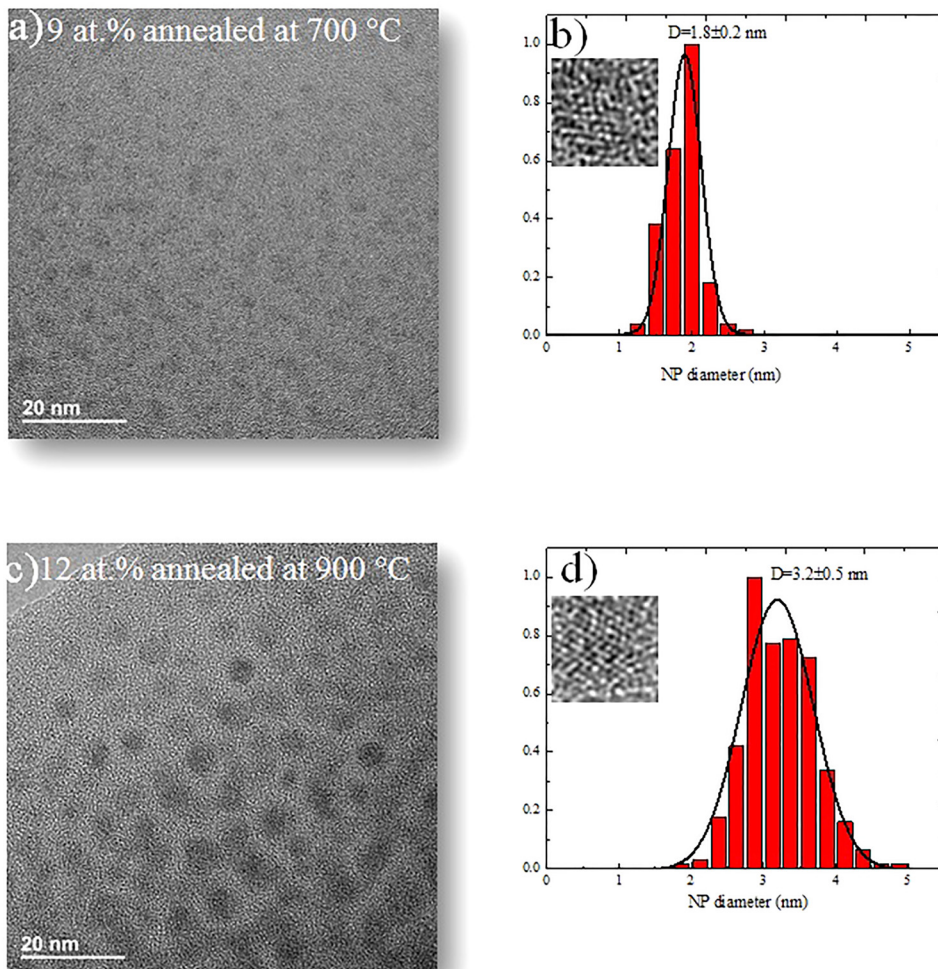 a) 9 at.% annealed at 700 °C
20 nm
b)
D=1.8±0.2 nm
1.0
0.8
0.6
0.4
0.2
0.0
0 1 2 3 4 5
NP diameter (nm)
c) 12 at.% annealed at 900 °C
20 nm
d)
D=3.2±0.5 nm
1.0
0.8
0.6
0.4
0.2
0.0
0 1 2 3 4 5
NP diameter (nm)